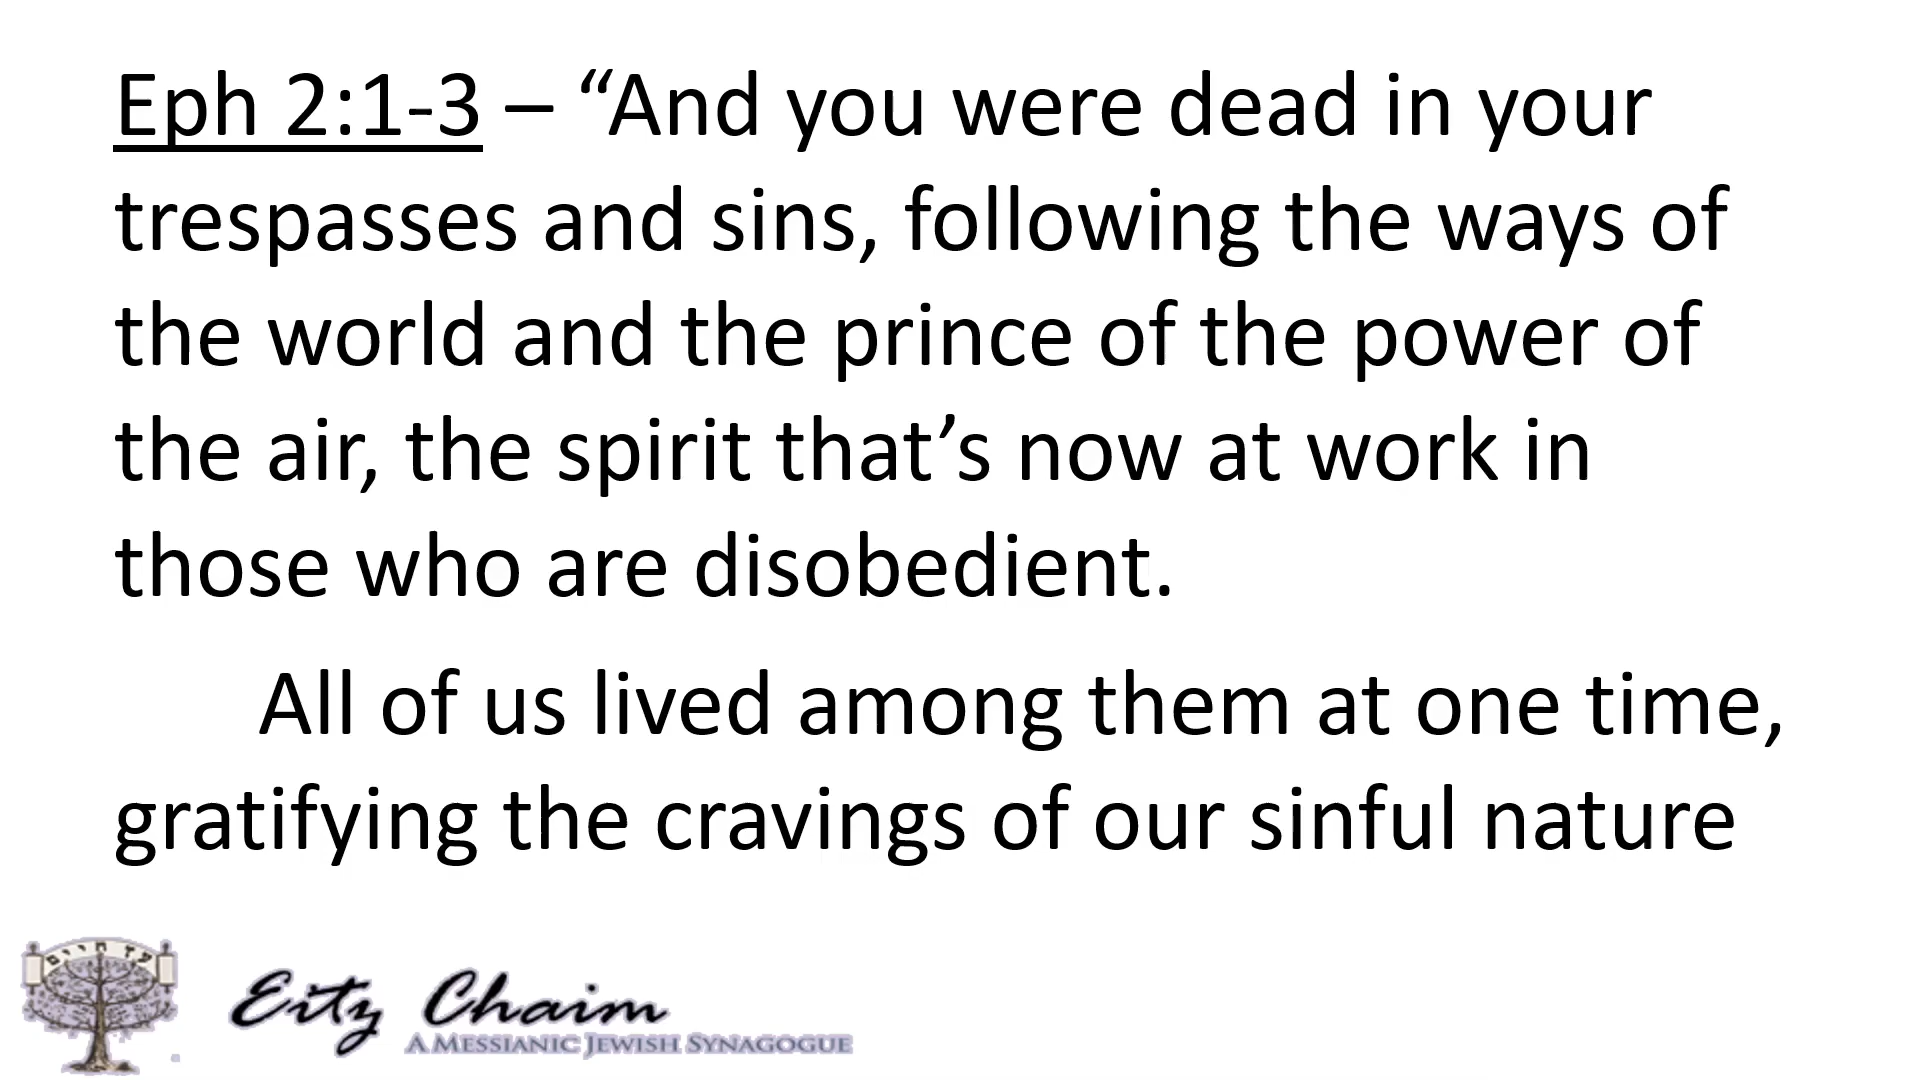 Eph 2:1-3 – “And you were dead in your
trespasses and sins, following the ways of
the world and the prince of the power of
the air, the spirit that’s now at work in
those who are disobedient.
All of us lived among them at one time,
gratifying the cravings of our sinful nature
עץ חיים
Eitz Chaim
A MESSIANIC JEWISH SYNAGOGUE